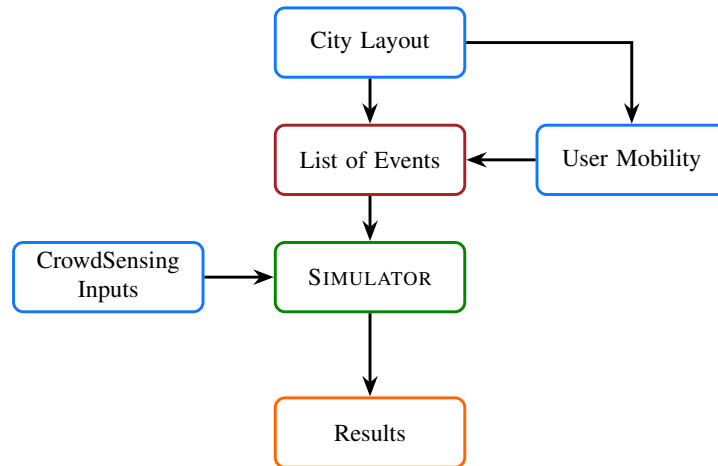 City Layout
List of Events
User Mobility
CrowdSensing
Inputs
SIMULATOR
Results